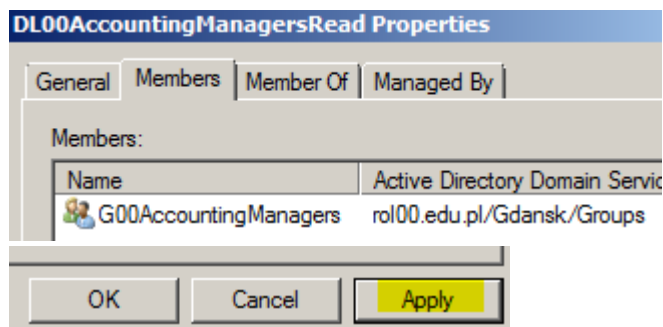 DL00AccountingManagersRead Properties
General Members Member Of Managed By
Members:
Name Active Directory Domain Servic
G00AccountingManagers rol00.edu.pl/Gdansk/Groups
OK Cancel Apply